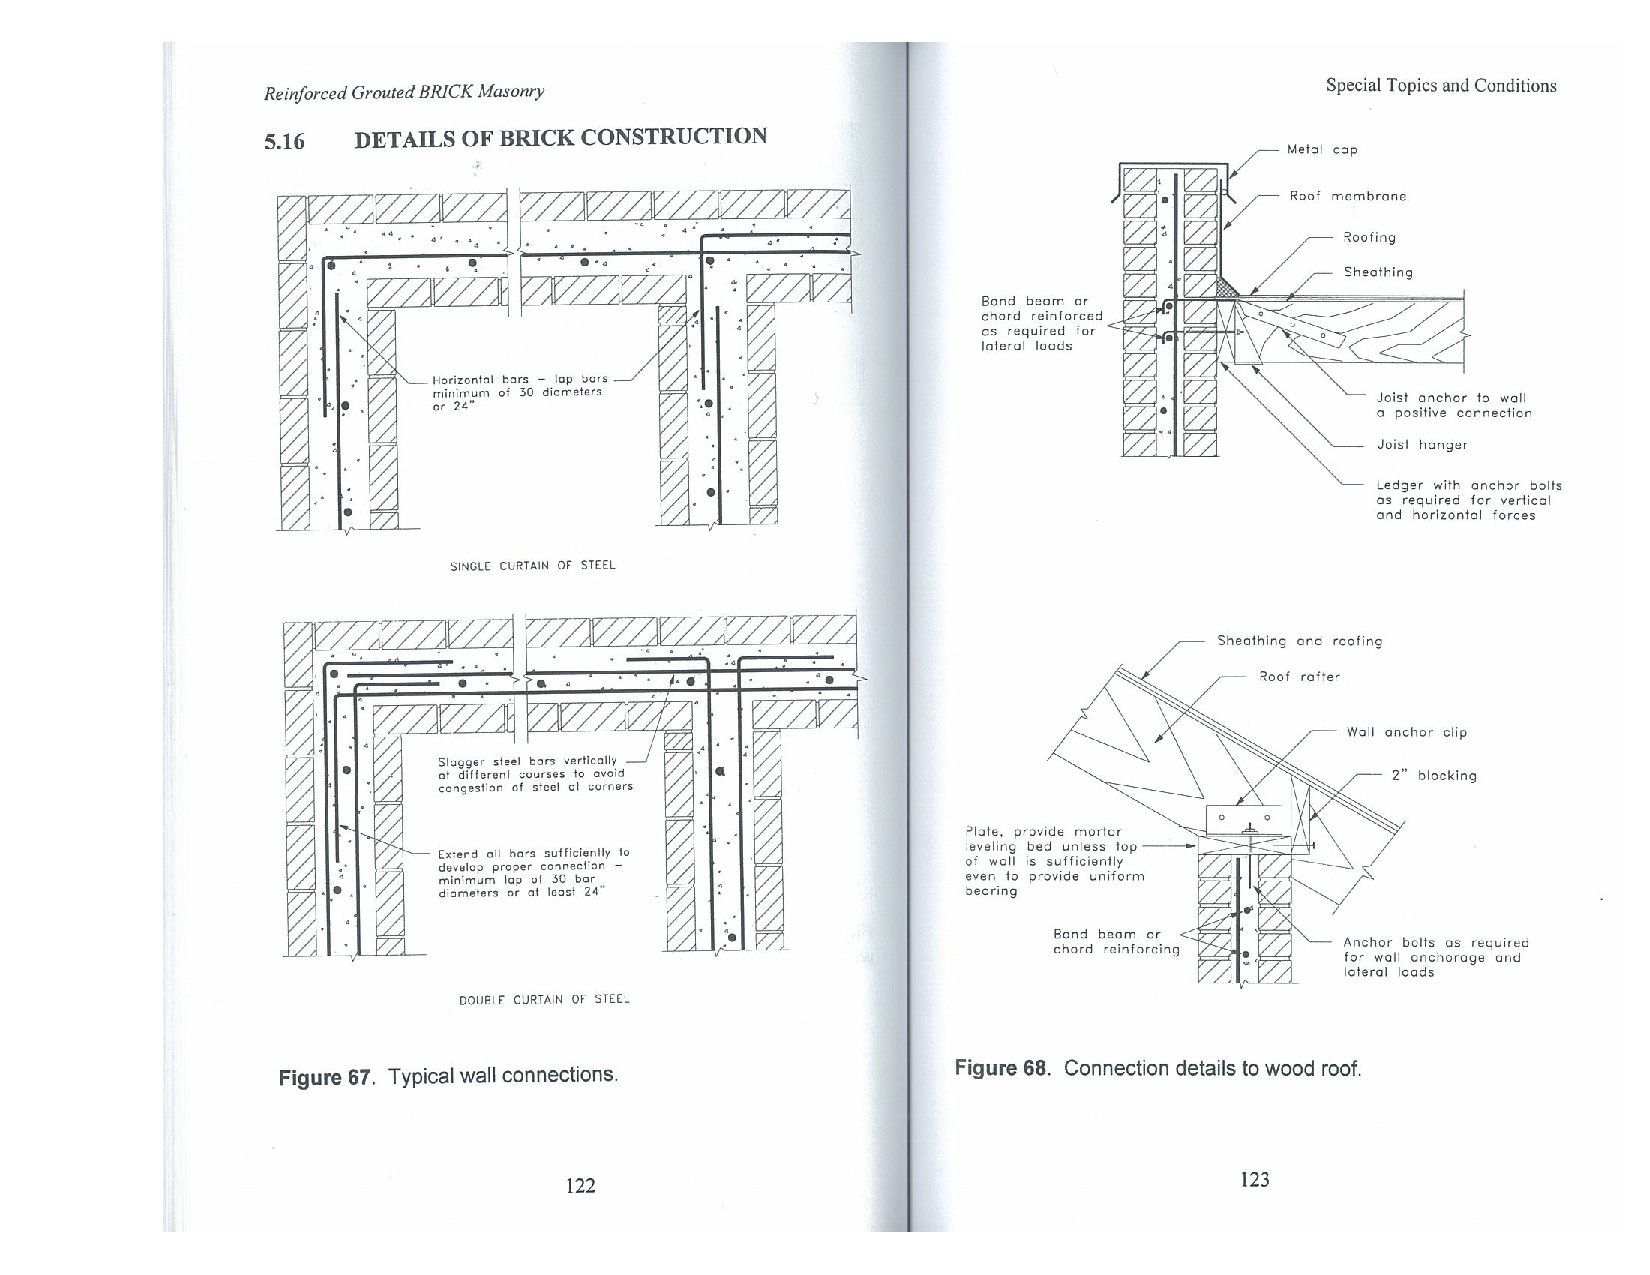 Reinforced Grouted BRICK Masonry
5.16 DETAILS OF BRICK CONSTRUCTION
Horizontal bars – lap bars
minimum of 30 diameters
or 24"
SINGLE CURTAIN OF STEEL
Stagger steel bars vertically
at different courses to avoid
congestion of steel at corners
Extend all bars sufficiently to
develop proper connection –
minimum lap of 30 bar
diameters or at least 24"
DOUBLE CURTAIN OF STEEL
Figure 67. Typical wall connections.
122
Special Topics and Conditions
Metal cap
Roof membrane
Roofing
Sheathing
Bond beam or
chord reinforced
as required for
lateral loads
Joist anchor to wall
a positive connection
Joist hanger
Ledger with anchor bolts
as required for vertical
and horizontal forces
Sheathing and roofing
Roof rafter
Wall anchor clip
2" blocking
Plate, provide mortar
leveling bed unless top
of wall is sufficiently
even to provide uniform
bearing
Bond beam or
chord reinforcing
Anchor bolts as required
for wall anchorage and
lateral loads
Figure 68. Connection details to wood roof.
123